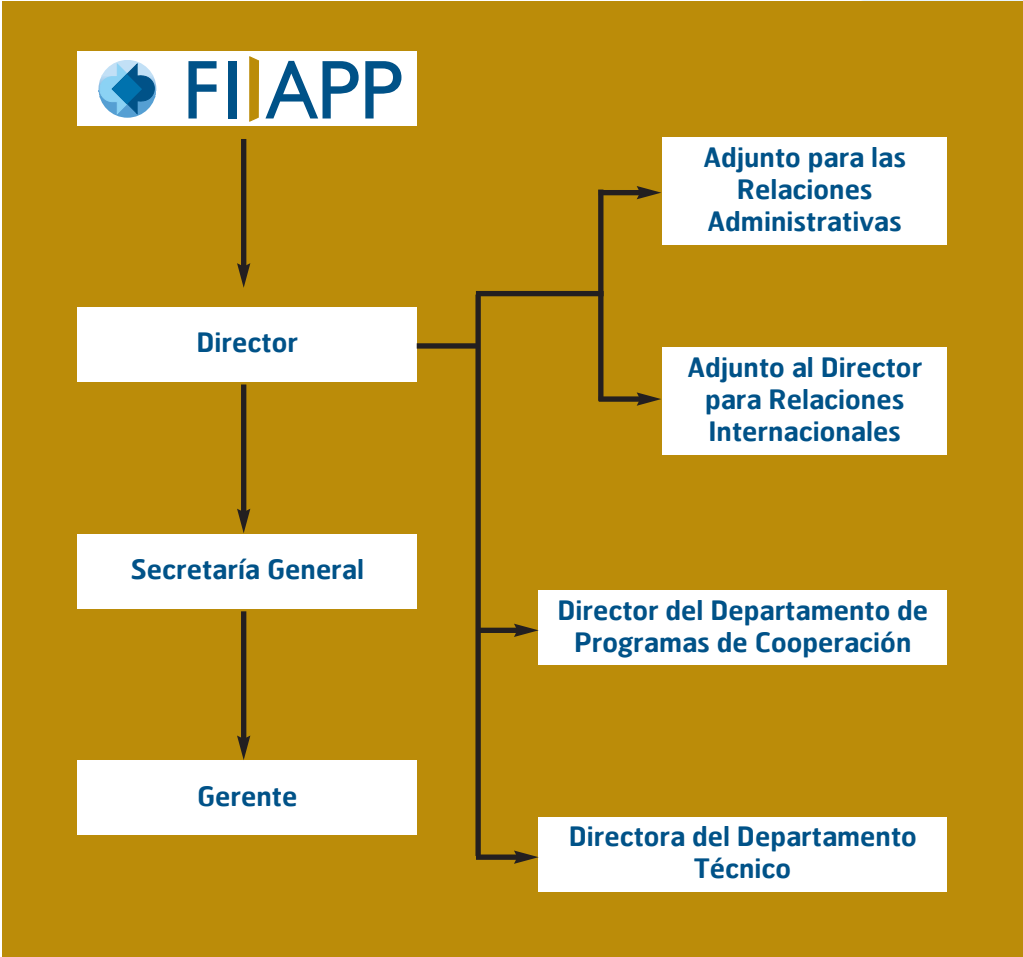 FIIAPP
Adjunto para las
Relaciones
Administrativas
Director
Adjunto al Director
para Relaciones
Internacionales
Secretaría General
Director del Departamento de
Programas de Cooperación
Gerente
Directora del Departamento
Técnico